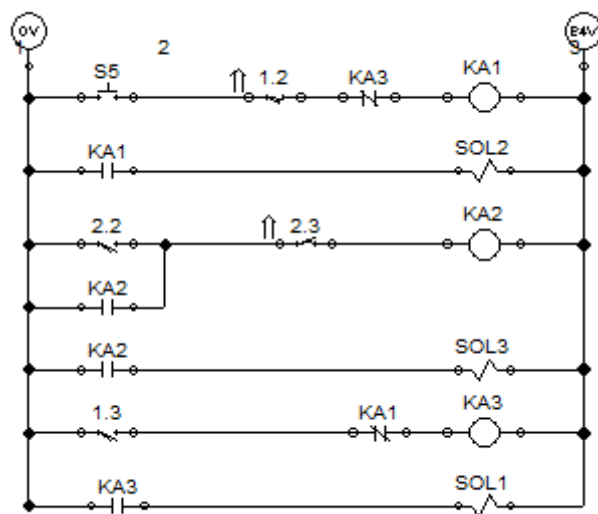 0V
24V
1
2
3
S5
1.2
KA3
KA1
KA1
SOL2
2.2
2.3
KA2
KA2
KA2
SOL3
1.3
KA1
KA3
KA3
SOL1